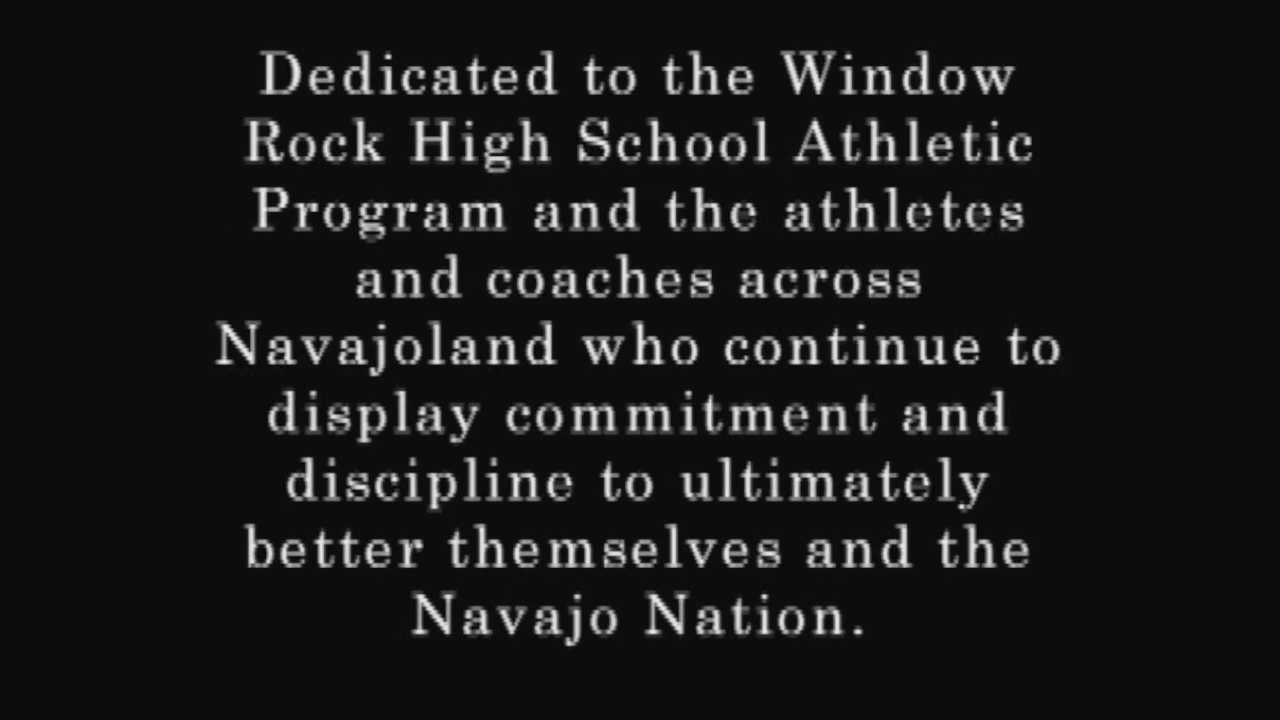 Dedicated to the Window
Rock High School Athletic
Program and the athletes
and coaches across
Navajoland who continue to
display commitment and
discipline to ultimately
better themselves and the
Navajo Nation.